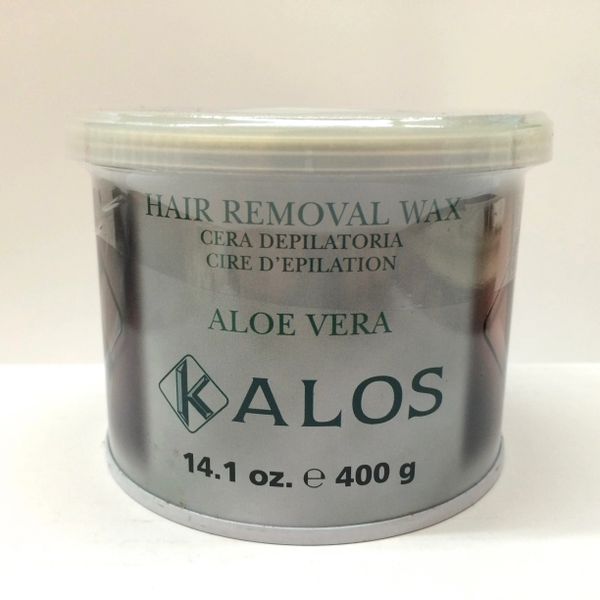 HAIR REMOVAL WAX
CERA DEPILATORIA
CIRE D'EPILATION
ALOE VERA
KALOS
14.1 oz. ℮ 400 g